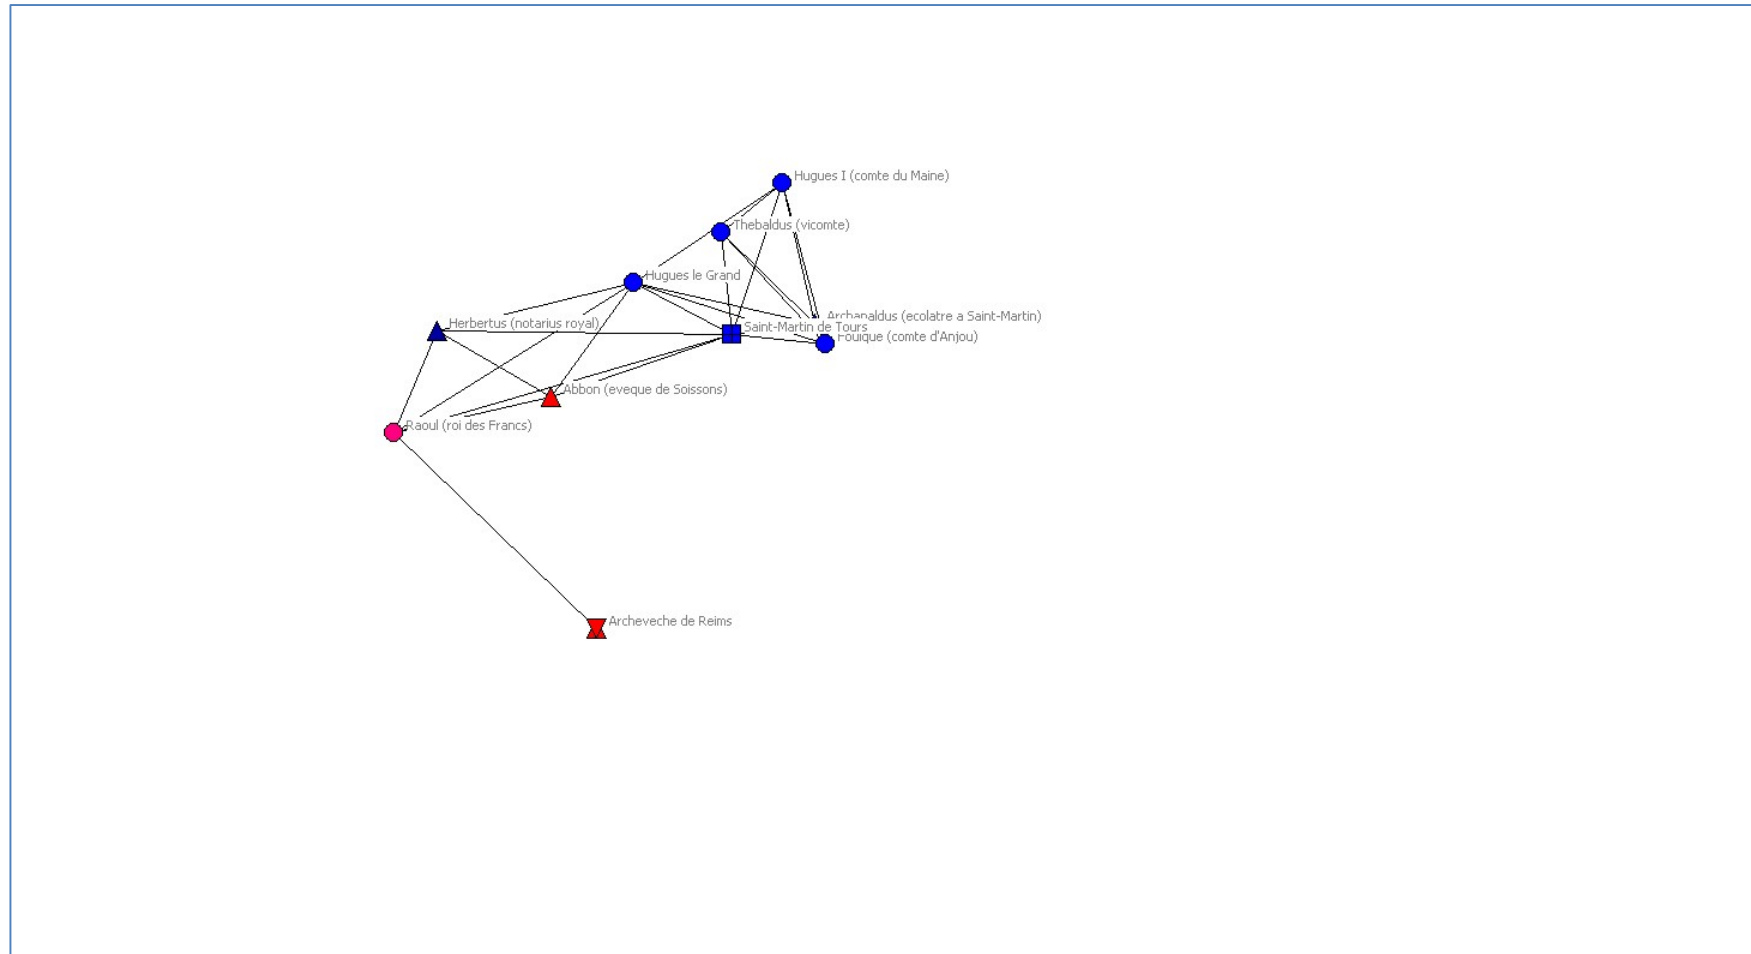 Hugues I (comte du Maine)
Thebaldus (vicomte)
Hugues le Grand
Archanaldus (ecolatre a Saint-Martin)
Herbertus (notarius royal)
Saint-Martin de Tours
Foulque (comte d'Anjou)
Abbon (eveque de Soissons)
Raoul (roi des Francs)
Archeveche de Reims